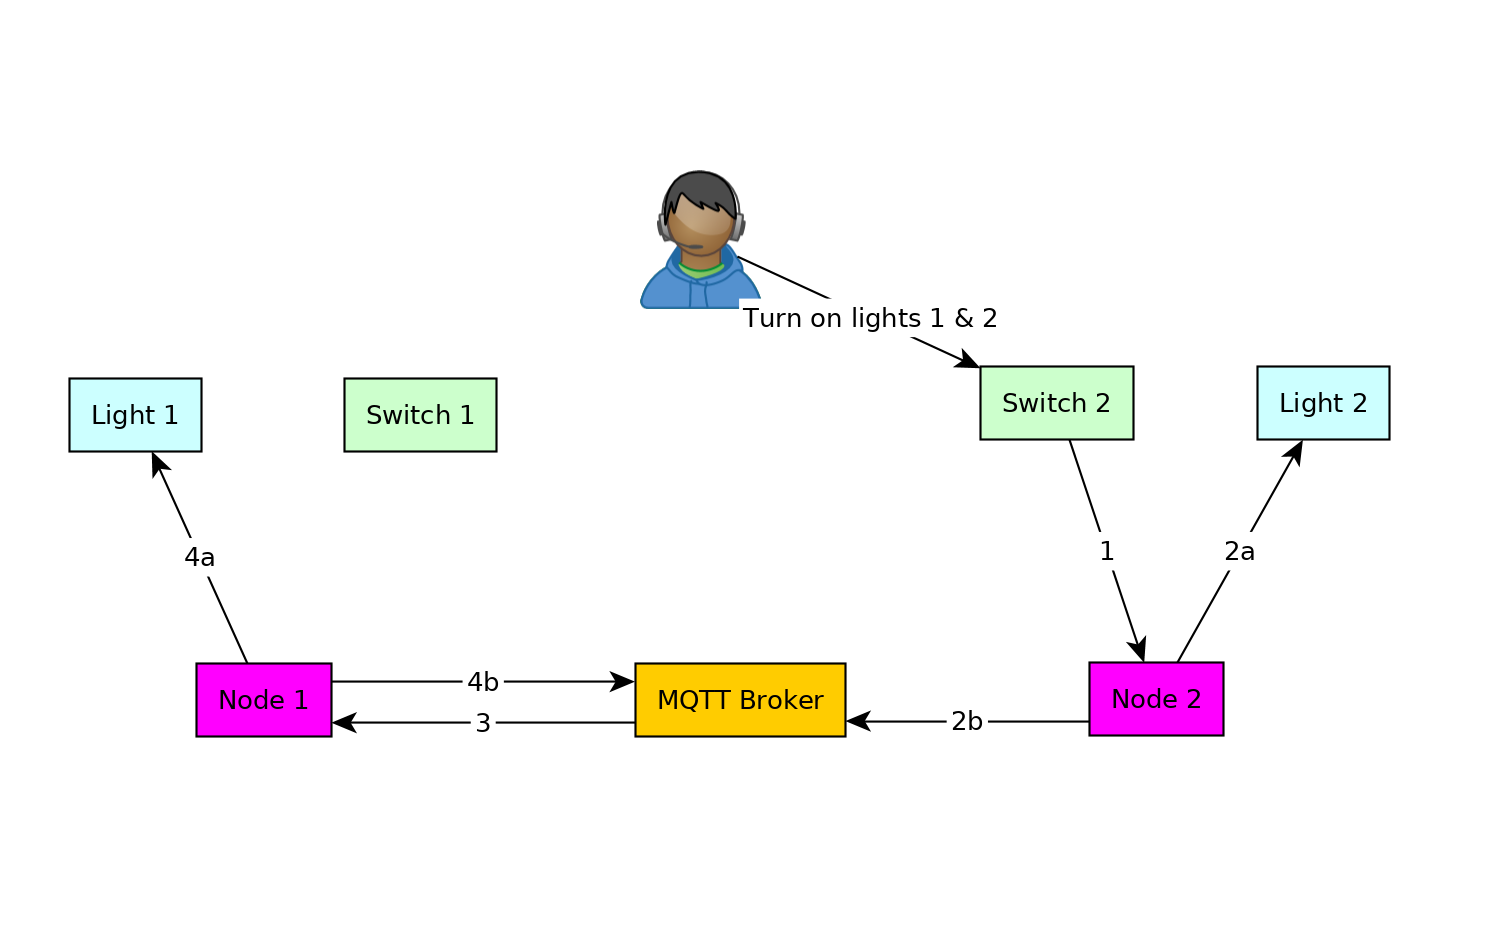 Turn on lights 1 & 2
Light 1
Switch 1
Switch 2
Light 2
4a
1
2a
Node 1
4b
3
MQTT Broker
2b
Node 2